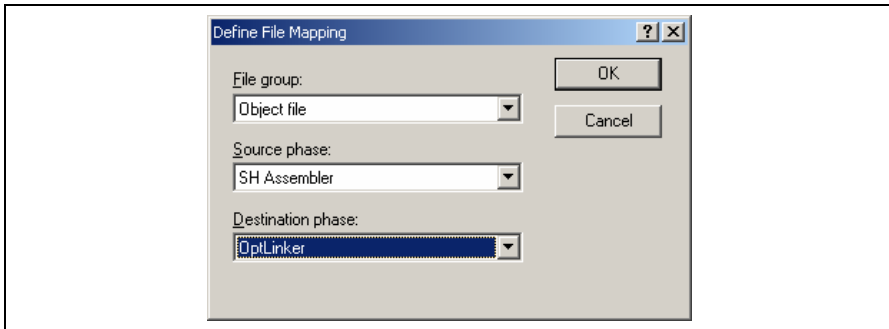 Define File Mapping
File group:
Object file
Source phase:
SH Assembler
Destination phase:
OptLinker
OK
Cancel